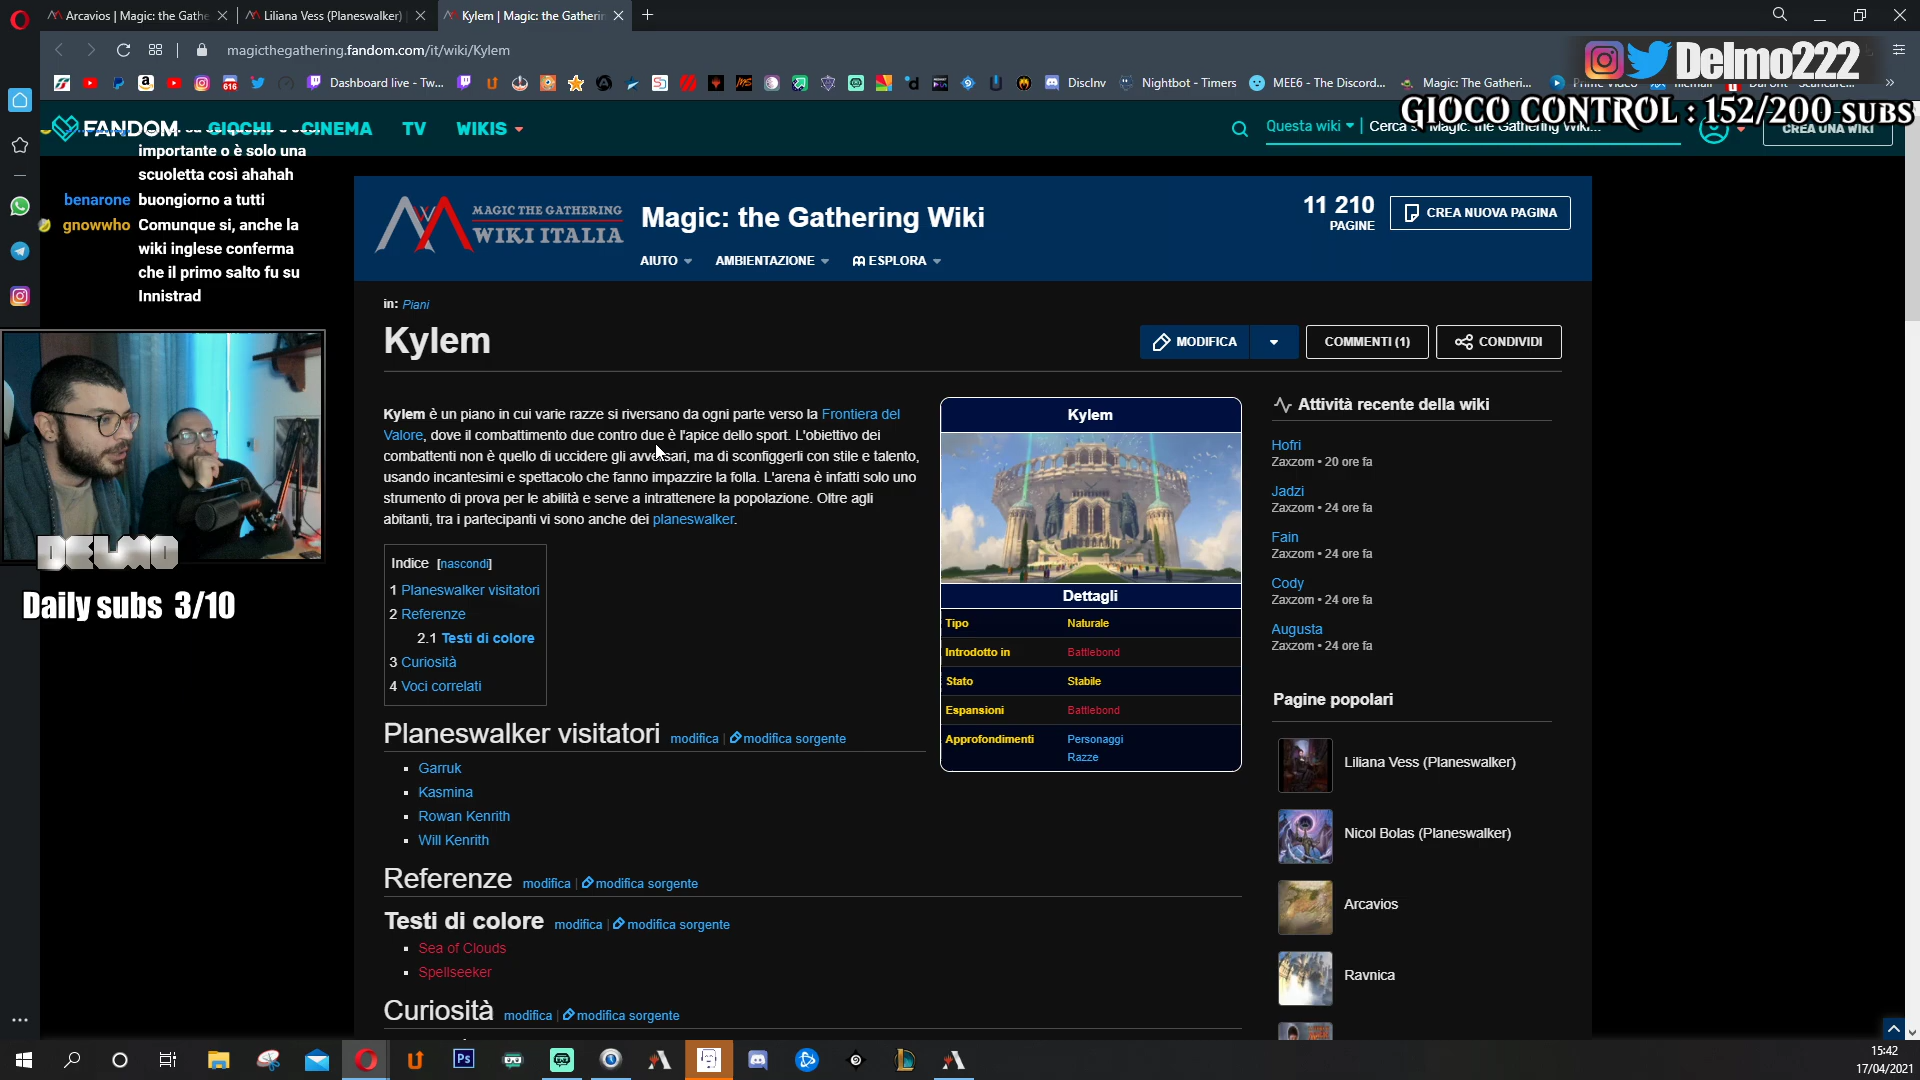 Arcavios | Magic: the Gathe
Liliana Vess (Planeswalker)
Kylem | Magic: the Gatherin
magicthegathering.fandom.com/it/wiki/Kylem
Delmo222
Dashboard live - Tw...
DiscInv
Nightbot - Timers
MEE6 - The Discord...
Magic: The Gatheri...
GIOCO CONTROL : 152/200 SUBS
FANDOM
GIOCHI
CINEMA
TV
WIKIS
Questa wiki
CREA UNA WIKI
importante o è solo una
scuoletta così ahahah
benarone buongiorno a tutti
gnowwho Comunque si, anche la
wiki inglese conferma
che il primo salto fu su
Innistrad
DELMO
Daily subs 3/10
MAGIC THE GATHERING
WIKI ITALIA
Magic: the Gathering Wiki
11 210
PAGINE
CREA NUOVA PAGINA
AIUTO
AMBIENTAZIONE
ESPLORA
in: Piani
Kylem
MODIFICA
COMMENTI (1)
CONDIVIDI
Kylem è un piano in cui varie razze si riversano da ogni parte verso la Frontiera del
Valore, dove il combattimento due contro due è l'apice dello sport. L'obiettivo dei
combattenti non è quello di uccidere gli avversari, ma di sconfiggerli con stile e talento,
usando incantesimi e spettacolo che fanno impazzire la folla. L'arena è infatti solo uno
strumento di prova per le abilità e serve a intrattenere la popolazione. Oltre agli
abitanti, tra i partecipanti vi sono anche dei planeswalker.
Indice [nascondi]
1 Planeswalker visitatori
2 Referenze
2.1 Testi di colore
3 Curiosità
4 Voci correlati
Kylem
Dettagli
Tipo Naturale
Introdotto in Battlebond
Stato Stabile
Espansioni Battlebond
Approfondimenti Personaggi
Razze
Planeswalker visitatori modifica | modifica sorgente
Garruk
Kasmina
Rowan Kenrith
Will Kenrith
Referenze modifica | modifica sorgente
Testi di colore modifica | modifica sorgente
Sea of Clouds
Spellseeker
Curiosità modifica | modifica sorgente
Attività recente della wiki
Hofri
Zaxzom • 20 ore fa
Jadzi
Zaxzom • 24 ore fa
Fain
Zaxzom • 24 ore fa
Cody
Zaxzom • 24 ore fa
Augusta
Zaxzom • 24 ore fa
Pagine popolari
Liliana Vess (Planeswalker)
Nicol Bolas (Planeswalker)
Arcavios
Ravnica
15:42
17/04/2021